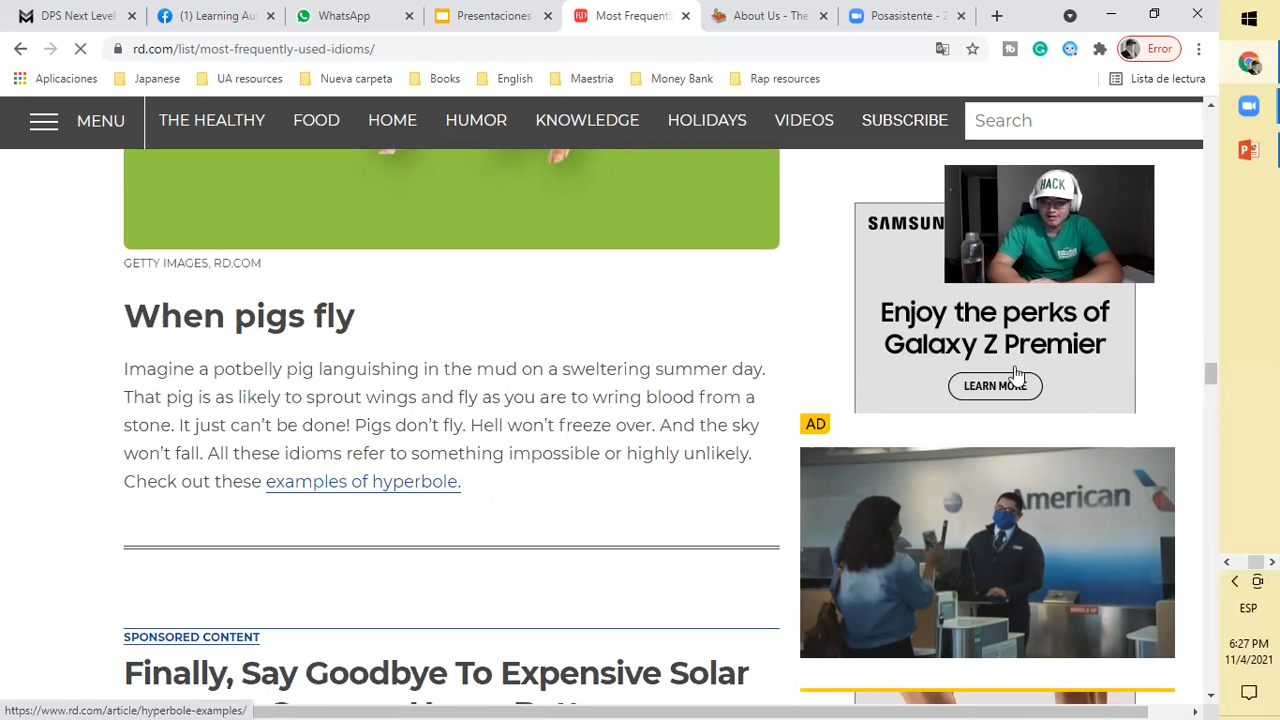 DPS Next Level
(1) Learning Aut
WhatsApp
Presentaciones
Most Frequent
About Us - The
Posasistente - Z
rd.com/list/most-frequently-used-idioms/
Error
Aplicaciones
Japanese
UA resources
Nueva carpeta
Books
English
Maestria
Money Bank
Rap resources
Lista de lectura
MENU
THE HEALTHY
FOOD
HOME
HUMOR
KNOWLEDGE
HOLIDAYS
VIDEOS
SUBSCRIBE
Search
HACK
SAMSUN
GETTY IMAGES, RD.COM
When pigs fly
Enjoy the perks of
Galaxy Z Premier
LEARN MORE
Imagine a potbelly pig languishing in the mud on a sweltering summer day.
That pig is as likely to sprout wings and fly as you are to wring blood from a
stone. It just can't be done! Pigs don't fly. Hell won't freeze over. And the sky
won't fall. All these idioms refer to something impossible or highly unlikely.
Check out these examples of hyperbole.
AD
American
SPONSORED CONTENT
Finally, Say Goodbye To Expensive Solar
https://www.rd.com/article/hyperbole-examples/
ESP
6:27 PM
11/4/2021